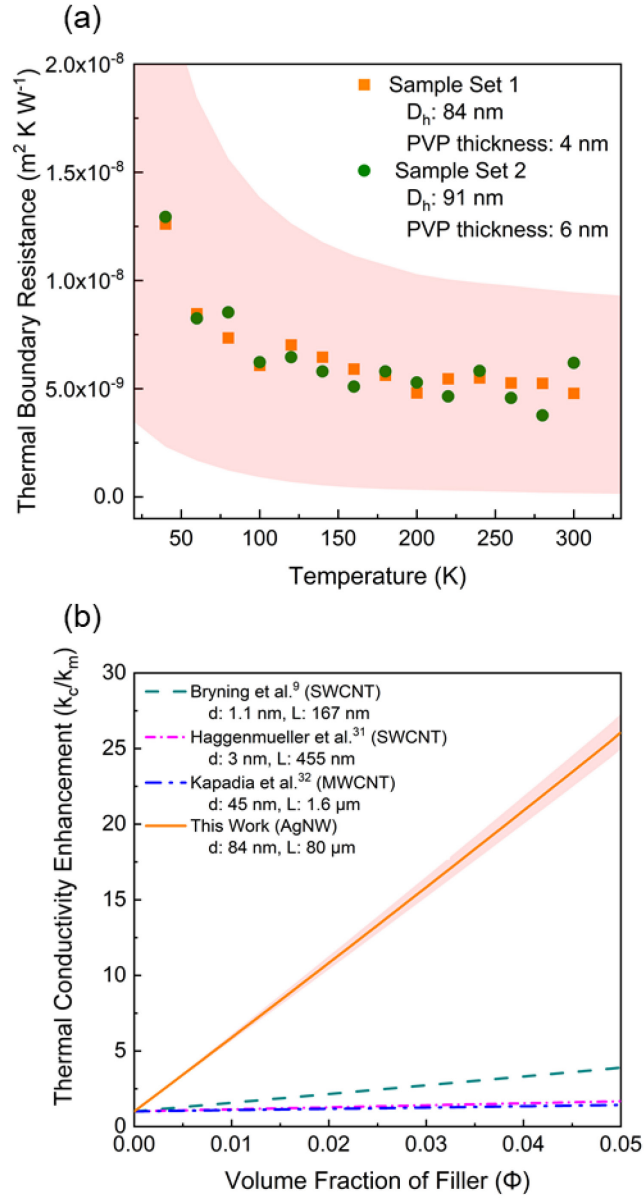 (a)
2.0x10⁻⁸
1.5x10⁻⁸
1.0x10⁻⁸
5.0x10⁻⁹
0.0
Thermal Boundary Resistance (m² K W⁻¹)
Sample Set 1
Dₕ: 84 nm
PVP thickness: 4 nm
Sample Set 2
Dₕ: 91 nm
PVP thickness: 6 nm
50 100 150 200 250 300
Temperature (K)
(b)
30
25
20
15
10
5
0
Thermal Conductivity Enhancement (k_c/k_m)
Bryning et al.⁹ (SWCNT)
d: 1.1 nm, L: 167 nm
Haggenmueller et al.³¹ (SWCNT)
d: 3 nm, L: 455 nm
Kapadia et al.³² (MWCNT)
d: 45 nm, L: 1.6 μm
This Work (AgNW)
d: 84 nm, L: 80 μm
0.00 0.01 0.02 0.03 0.04 0.05
Volume Fraction of Filler (Φ)